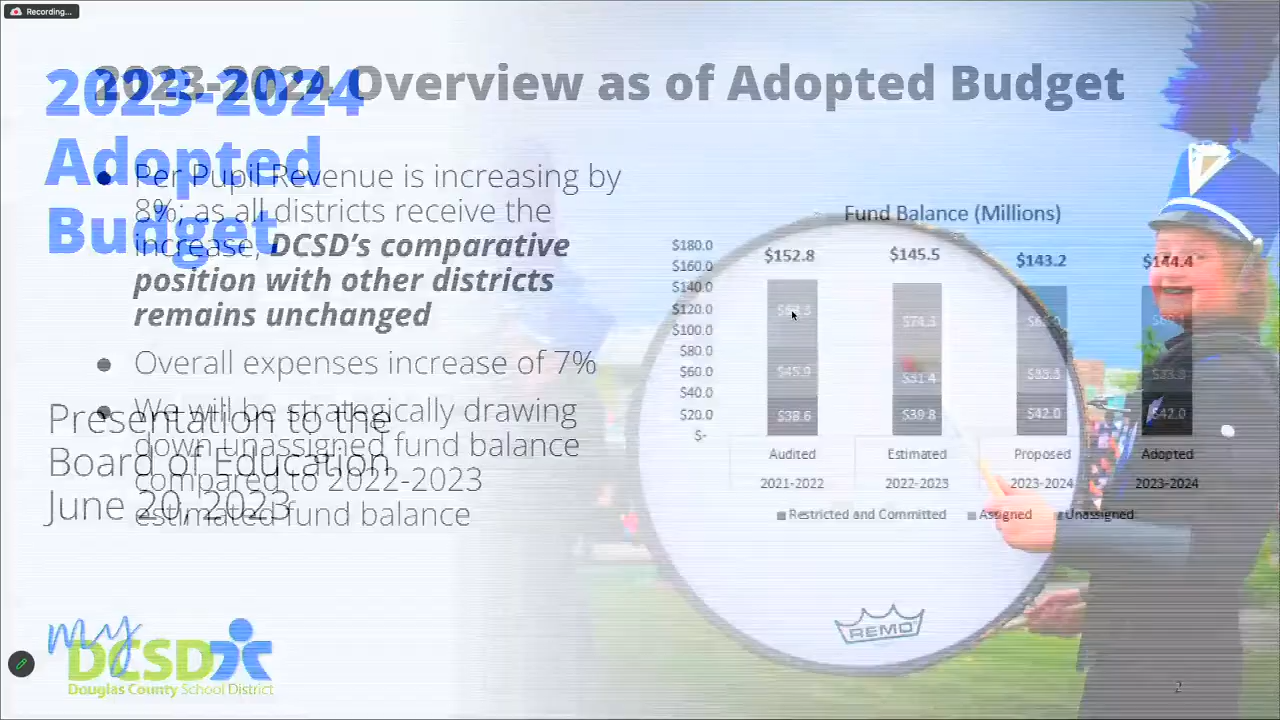 Recording...
2023-2024
Adopted
Budget
Presentation to the
Board of Education
June 20, 2023
my
DCSD
Douglas County School District
2023-2024 Overview as of Adopted Budget
Per Pupil Revenue is increasing by
8%; as all districts receive the
increase, DCSD's comparative
position with other districts
remains unchanged
Overall expenses increase of 7%
We will be strategically drawing
down unassigned fund balance
compared to 2022-2023
estimated fund balance
Fund Balance (Millions)
$180.0
$160.0
$140.0
$120.0
$100.0
$80.0
$60.0
$40.0
$20.0
$-
$152.8 $145.5 $143.2 $144.4
$74.3
$45.9 $31.4
$38.6 $39.8 $42.0 $42.0
Audited Estimated Proposed Adopted
2021-2022 2022-2023 2023-2024 2023-2024
Restricted and Committed Assigned Unassigned
REMO
2